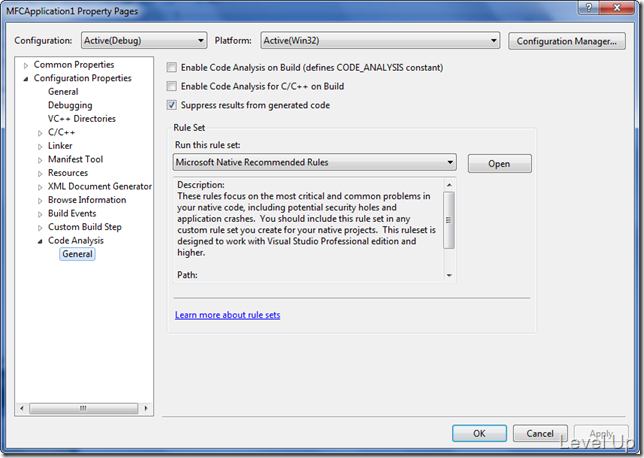 MFCApplication1 Property Pages
Configuration: Active(Debug) Platform: Active(Win32) Configuration Manager...
Common Properties
Configuration Properties
General
Debugging
VC++ Directories
C/C++
Linker
Manifest Tool
Resources
XML Document Generator
Browse Information
Build Events
Custom Build Step
Code Analysis
General
Enable Code Analysis on Build (defines CODE_ANALYSIS constant)
Enable Code Analysis for C/C++ on Build
Suppress results from generated code
Rule Set
Run this rule set:
Microsoft Native Recommended Rules Open
Description:
These rules focus on the most critical and common problems in
your native code, including potential security holes and
application crashes. You should include this rule set in any
custom rule set you create for your native projects. This ruleset is
designed to work with Visual Studio Professional edition and
higher.
Path:
Learn more about rule sets
OK Cancel Apply
Level Up